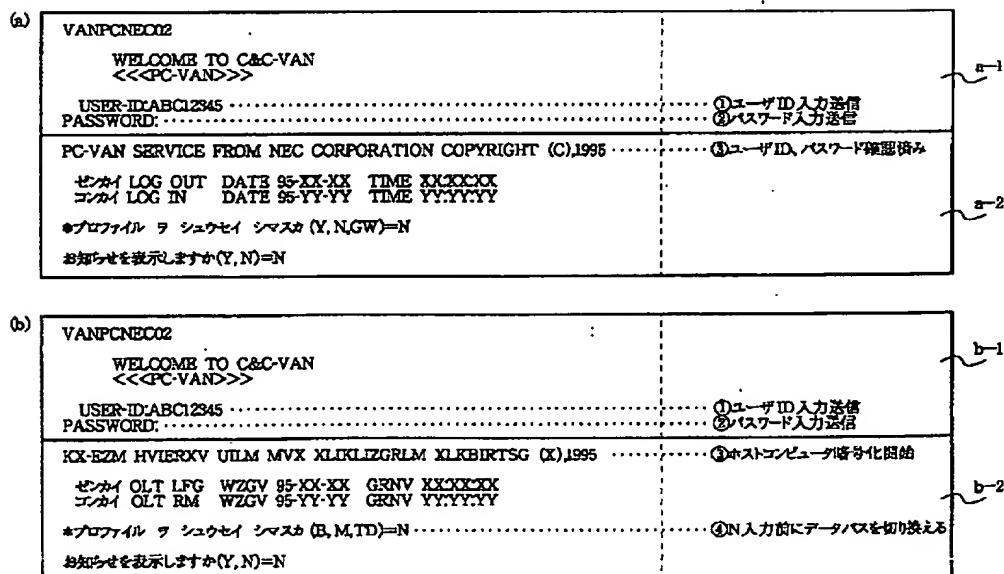 (a)
VANPCNEC02
WELCOME TO C&C-VAN
<<<PC-VAN>>>
a-1
USER-ID:ABC12345 ①ユーザID入力送信
PASSWORD: ②パスワード入力送信
PC-VAN SERVICE FROM NEC CORPORATION COPYRIGHT (C),1995 ③ユーザID、パスワード確認済み
ゼンカイ LOG OUT DATE 95-XX-XX TIME XX:XX:XX
コンカイ LOG IN DATE 95-YY-YY TIME YY:YY:YY
a-2
*プロファイル ヲ シュウセイ シマスカ (Y,N,GW)=N
お知らせを表示しますか(Y,N)=N
(b)
VANPCNEC02
WELCOME TO C&C-VAN
<<<PC-VAN>>>
b-1
USER-ID:ABC12345 ①ユーザID入力送信
PASSWORD: ②パスワード入力送信
KX-EZM HVIERXV UILM MVX XLIKLIZGRLM XLKBIRTSG (X),1995 ③ホストコンピュータ暗号化開始
ゼンカイ OLT LFG WZGV 95-XX-XX GRNV XX:XX:XX
コンカイ OLT RM WZGV 95-YY-YY GRNV YY:YY:YY
b-2
*プロファイル ヲ シュウセイ シマスカ (B,M,TD)=N ④N入力前にデータパスを切り換える
お知らせを表示しますか(Y,N)=N